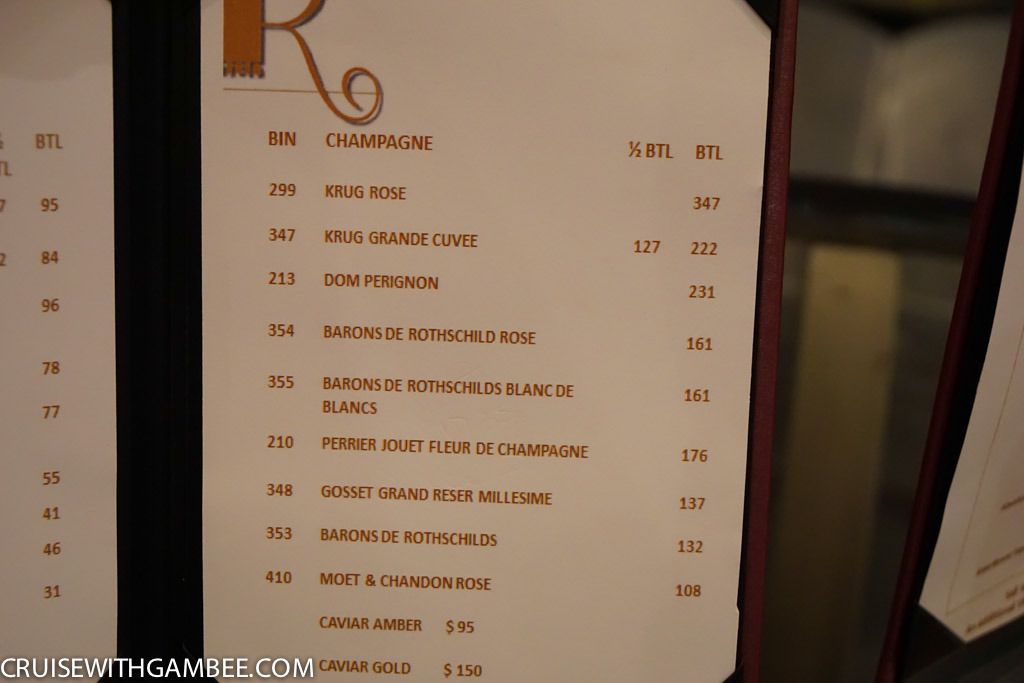 BTL
95
84
96
78
77
55
41
46
31
R
BIN CHAMPAGNE ½ BTL BTL
299 KRUG ROSE 347
347 KRUG GRANDE CUVEE 127 222
213 DOM PERIGNON 231
354 BARONS DE ROTHSCHILD ROSE 161
355 BARONS DE ROTHSCHILDS BLANC DE 161
BLANCS
210 PERRIER JOUET FLEUR DE CHAMPAGNE 176
348 GOSSET GRAND RESER MILLESIME 137
353 BARONS DE ROTHSCHILDS 132
410 MOET & CHANDON ROSE 108
CAVIAR AMBER $ 95
CAVIAR GOLD $ 150
CRUISEWITHGAMBEE.COM